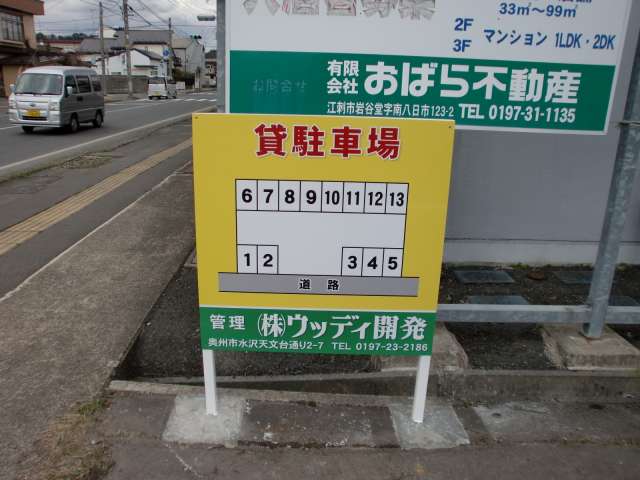 33㎡～99㎡
2F
3F マンション 1LDK・2DK
お問合せ
有限会社 おばら不動産
江刺市岩谷堂字南八日市123-2 TEL 0197-31-1135
貸駐車場
6 7 8 9 10 11 12 13
1 2 3 4 5
道路
管理 ㈱ウッディ開発
奥州市水沢天文台通り2-7 TEL 0197-23-2186